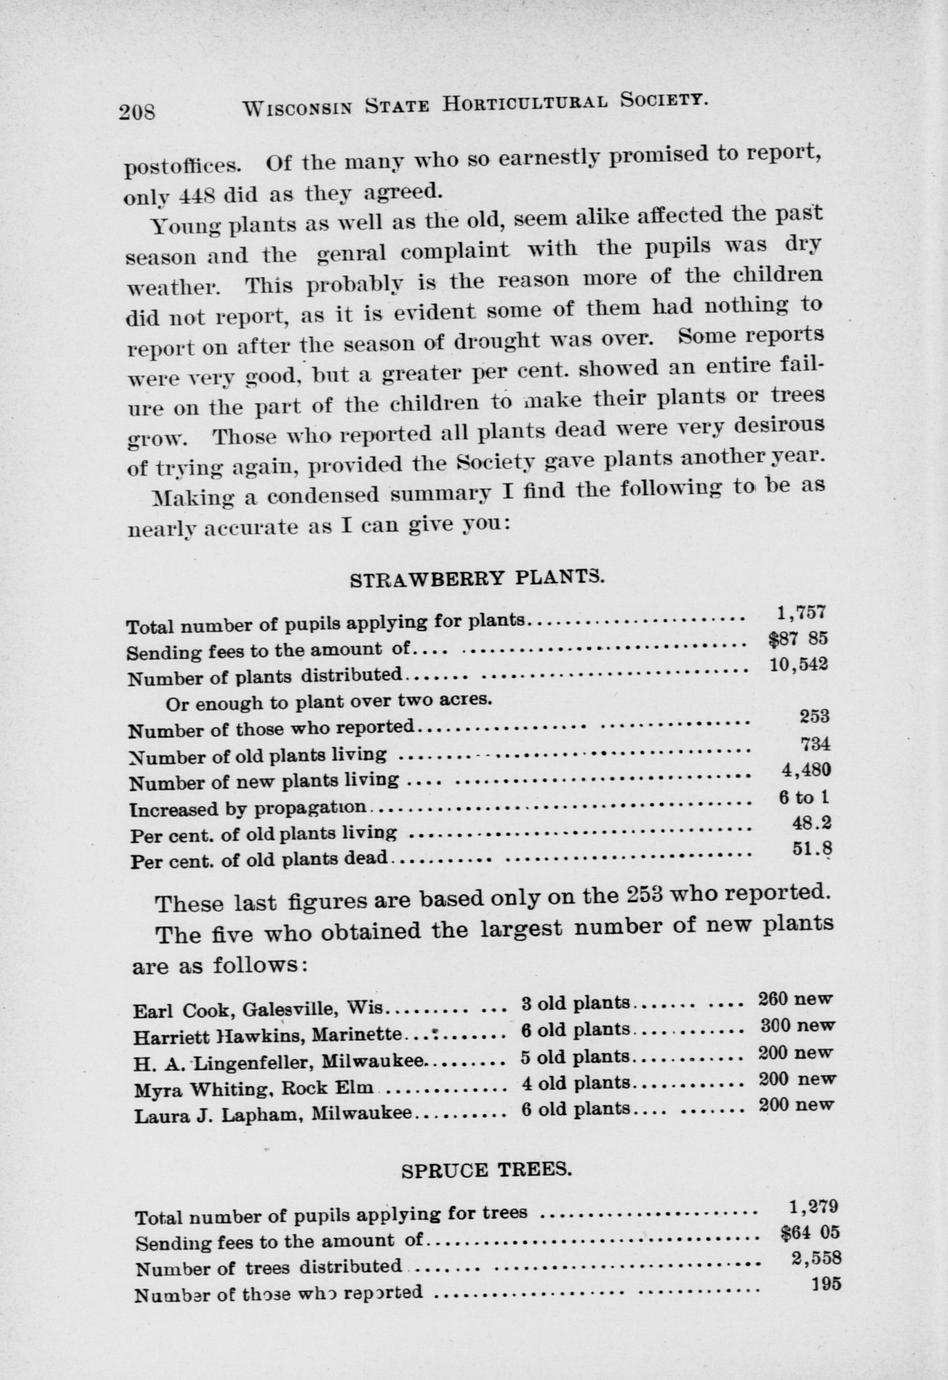 208 WISCONSIN STATE HORTICULTURAL SOCIETY.
postoffices. Of the many who so earnestly promised to report,
only 448 did as they agreed.
Young plants as well as the old, seem alike affected the past
season and the genral complaint with the pupils was dry
weather. This probably is the reason more of the children
did not report, as it is evident some of them had nothing to
report on after the season of drought was over. Some reports
were very good, but a greater per cent. showed an entire fail-
ure on the part of the children to make their plants or trees
grow. Those who reported all plants dead were very desirous
of trying again, provided the Society gave plants another year.
Making a condensed summary I find the following to be as
nearly accurate as I can give you:
STRAWBERRY PLANTS.
Total number of pupils applying for plants........................ 1,757
Sending fees to the amount of.... .............................. $87 85
Number of plants distributed....... ............................ 10,542
Or enough to plant over two acres.
Number of those who reported.................. ................ 253
Number of old plants living .................................... 734
Number of new plants living .... ............................... 4,480
Increased by propagation....................................... 6 to 1
Per cent. of old plants living ................................... 48.2
Per cent. of old plants dead........... .......................... 51.8
These last figures are based only on the 253 who reported.
The five who obtained the largest number of new plants
are as follows:
Earl Cook, Galesville, Wis.......... ... 3 old plants....... .... 260 new
Harriett Hawkins, Marinette........... 6 old plants............ 300 new
H. A. Lingenfeller, Milwaukee......... 5 old plants............ 200 new
Myra Whiting, Rock Elm ............. 4 old plants............ 200 new
Laura J. Lapham, Milwaukee.......... 6 old plants.... ....... 200 new
SPRUCE TREES.
Total number of pupils applying for trees ....................... 1,279
Sending fees to the amount of................................... $64 05
Number of trees distributed ....... ............................ 2,558
Number of those who reported .................... ............. 195